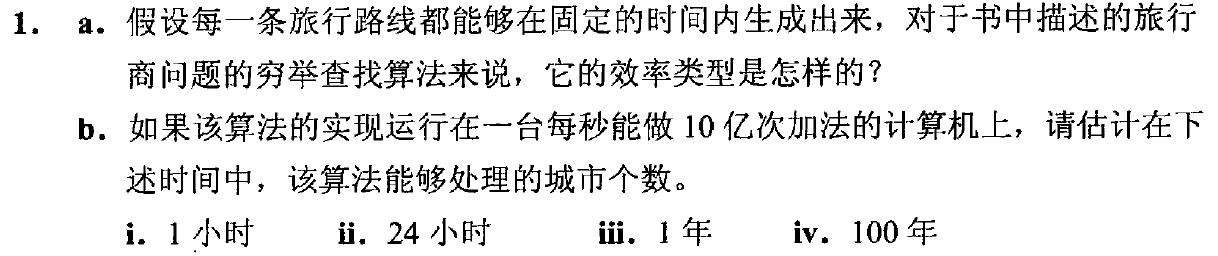 1. a. 假设每一条旅行路线都能够在固定的时间内生成出来，对于书中描述的旅行
商问题的穷举查找算法来说，它的效率类型是怎样的？
b. 如果该算法的实现运行在一台每秒能做 10 亿次加法的计算机上，请估计在下
述时间中，该算法能够处理的城市个数。
i. 1 小时 ii. 24 小时 iii. 1 年 iv. 100 年